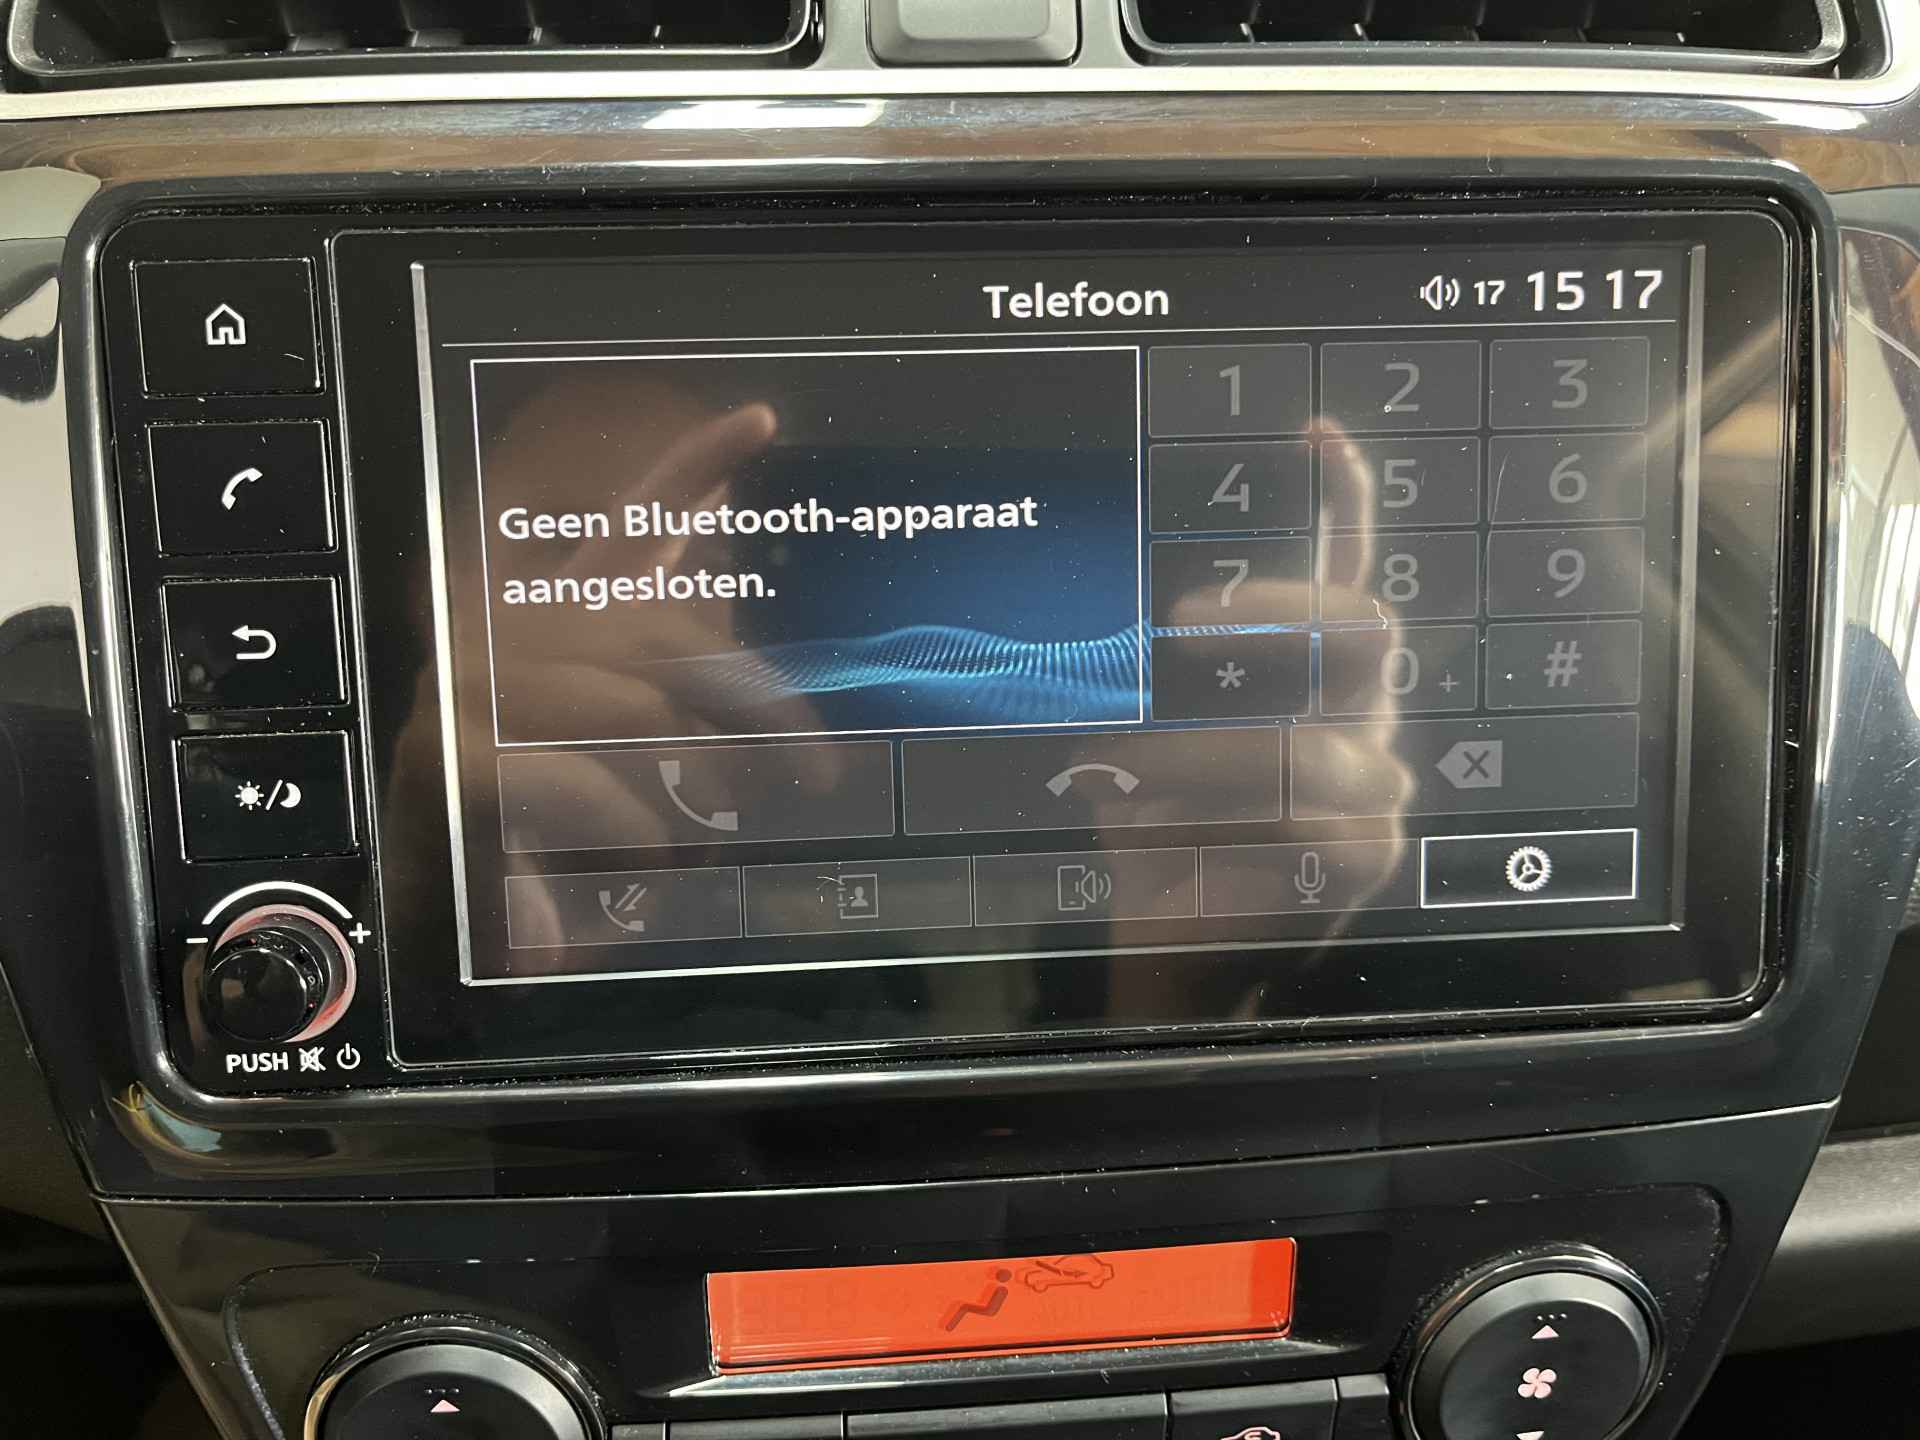 Telefoon 17 15 17
Geen Bluetooth-apparaat
aangesloten.
1 2 3
4 5 6
7 8 9
* 0 + #
- +
PUSH